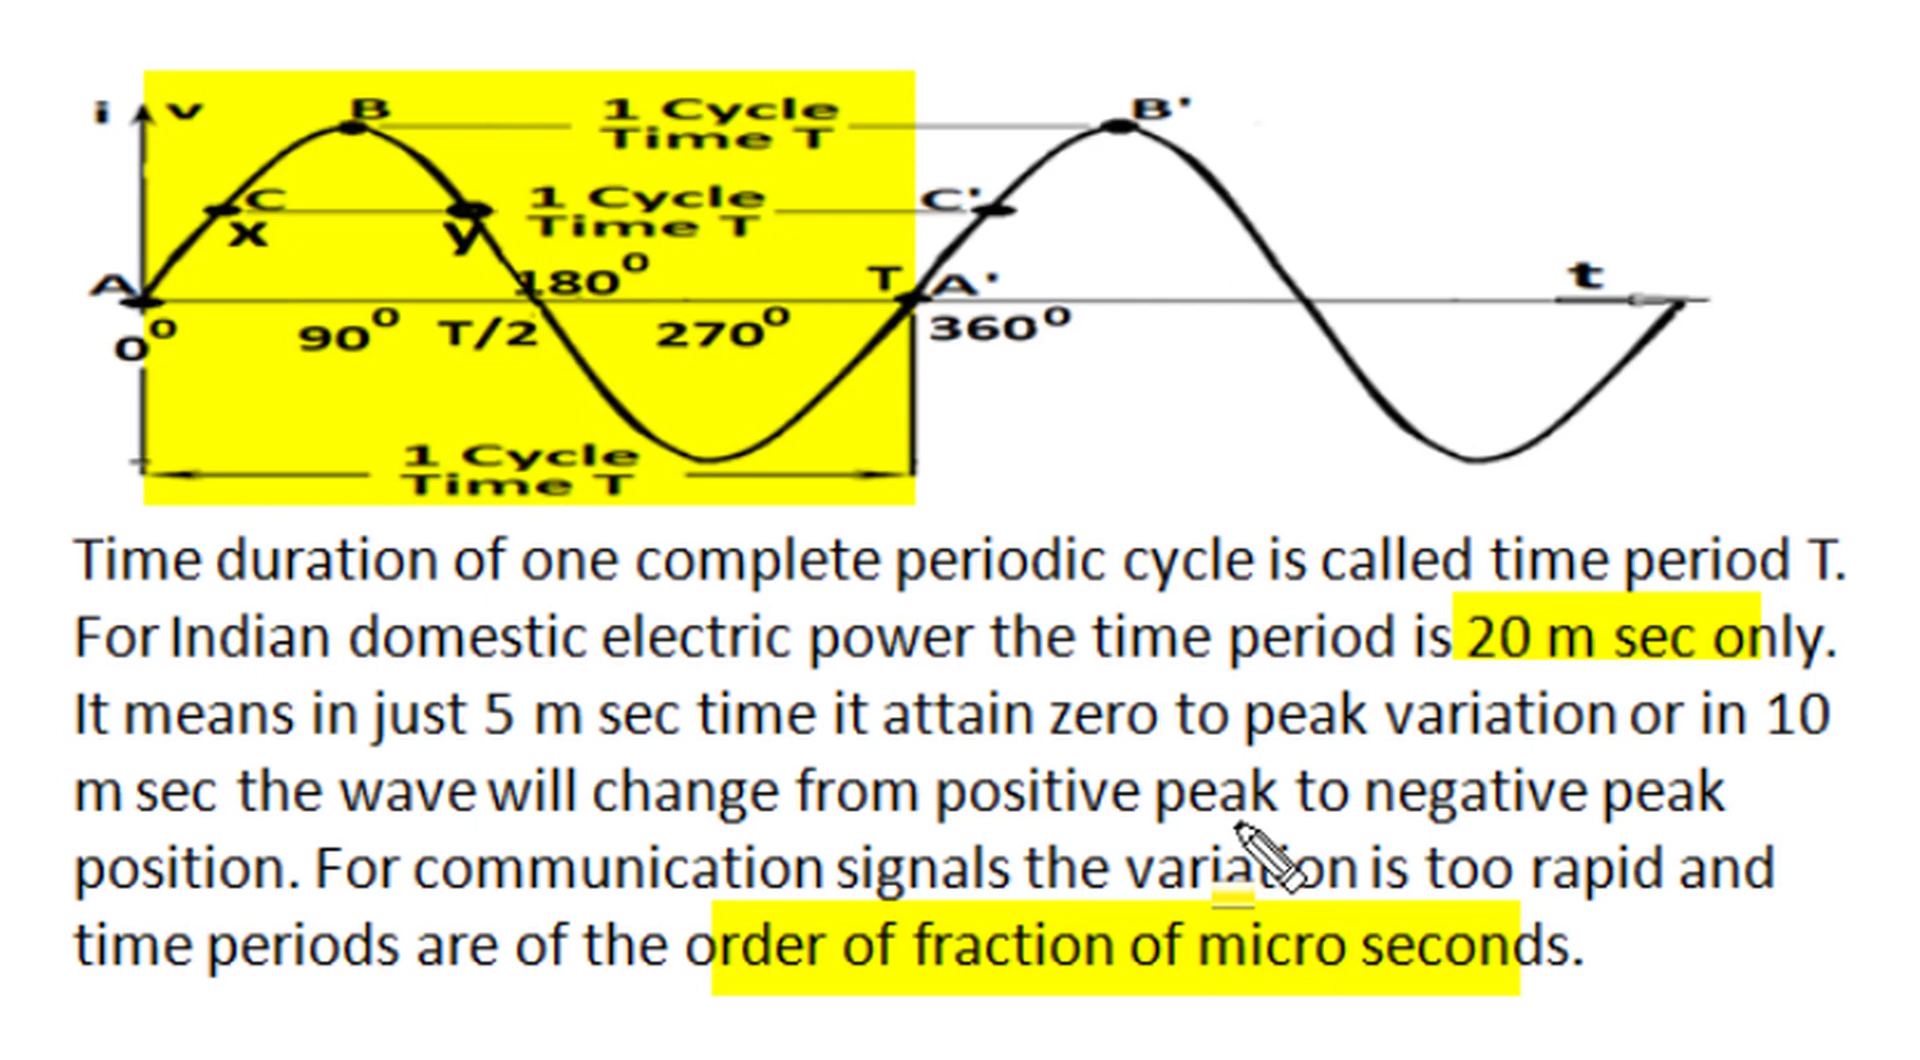 i v B 1 Cycle B'
Time T
C 1 Cycle C'
x y Time T
A 180⁰ T A' t
0⁰ 90⁰ T/2 270⁰ 360⁰
1 Cycle
Time T
Time duration of one complete periodic cycle is called time period T.
For Indian domestic electric power the time period is 20 m sec only.
It means in just 5 m sec time it attain zero to peak variation or in 10
m sec the wave will change from positive peak to negative peak
position. For communication signals the variation is too rapid and
time periods are of the order of fraction of micro seconds.